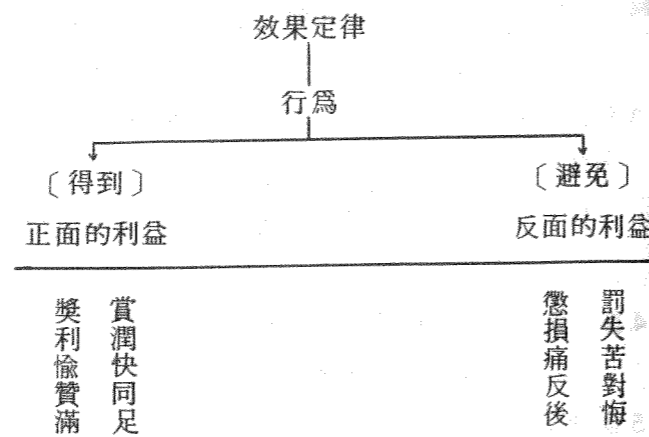 效果定律
行爲
〔得到〕 〔避免〕
正面的利益 反面的利益
獎賞 懲罰
利潤 損失
愉快 痛苦
贊同 反對
滿足 後悔